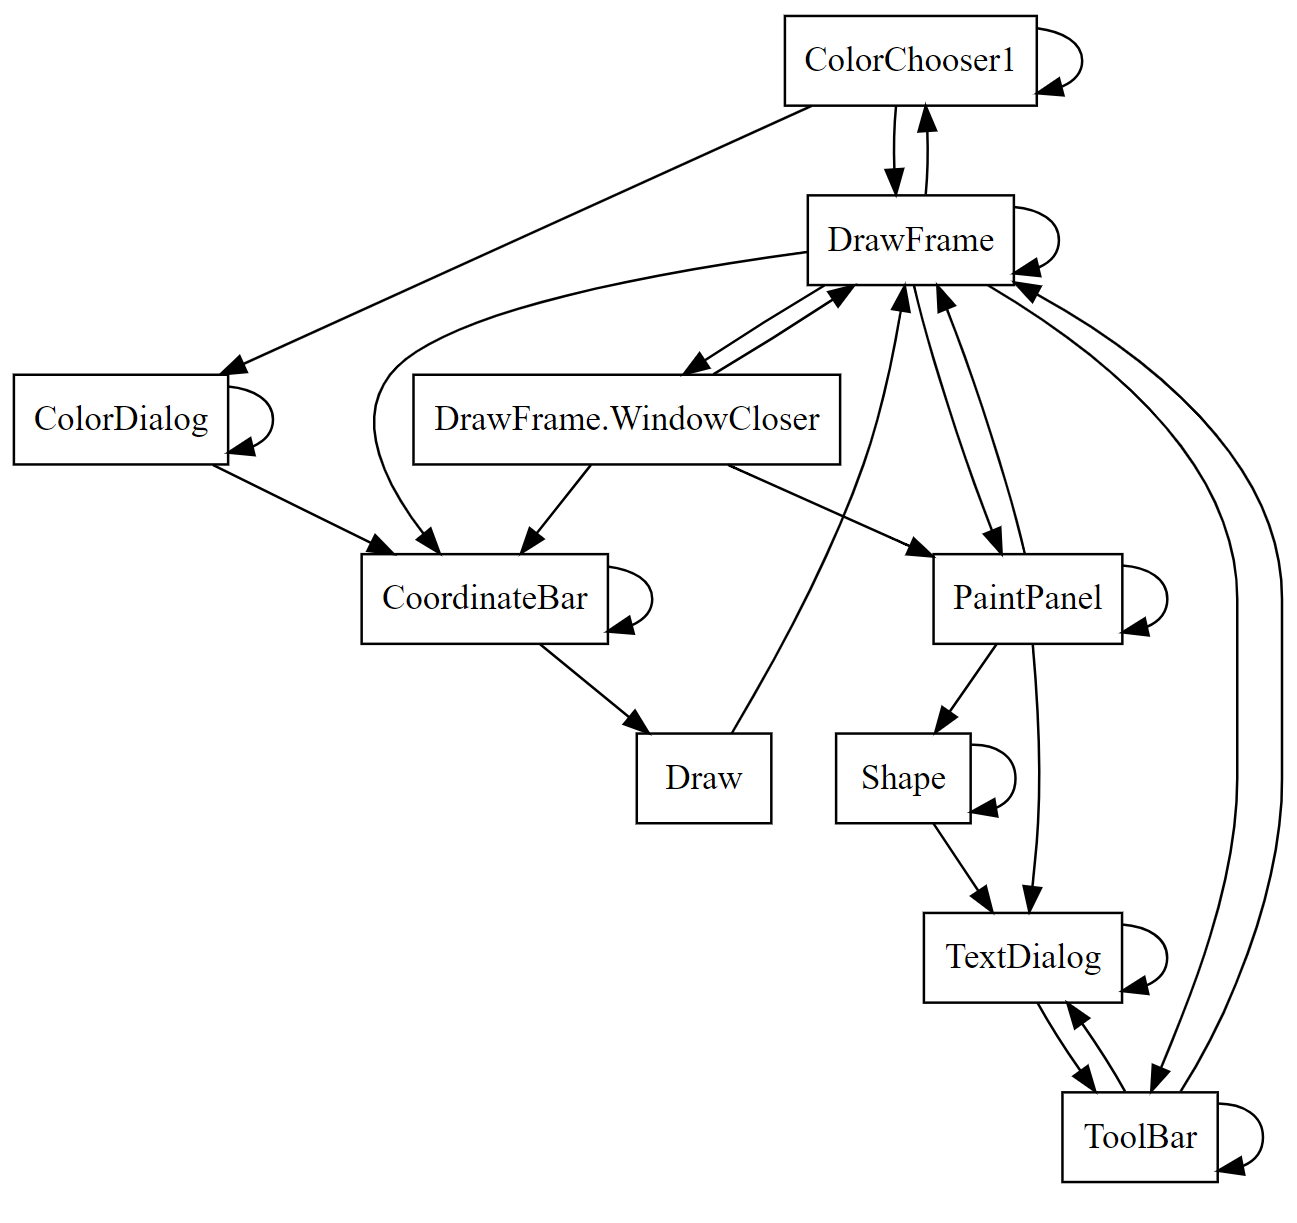 ColorChooser1
DrawFrame
ColorDialog
DrawFrame.WindowCloser
CoordinateBar
PaintPanel
Draw
Shape
TextDialog
ToolBar